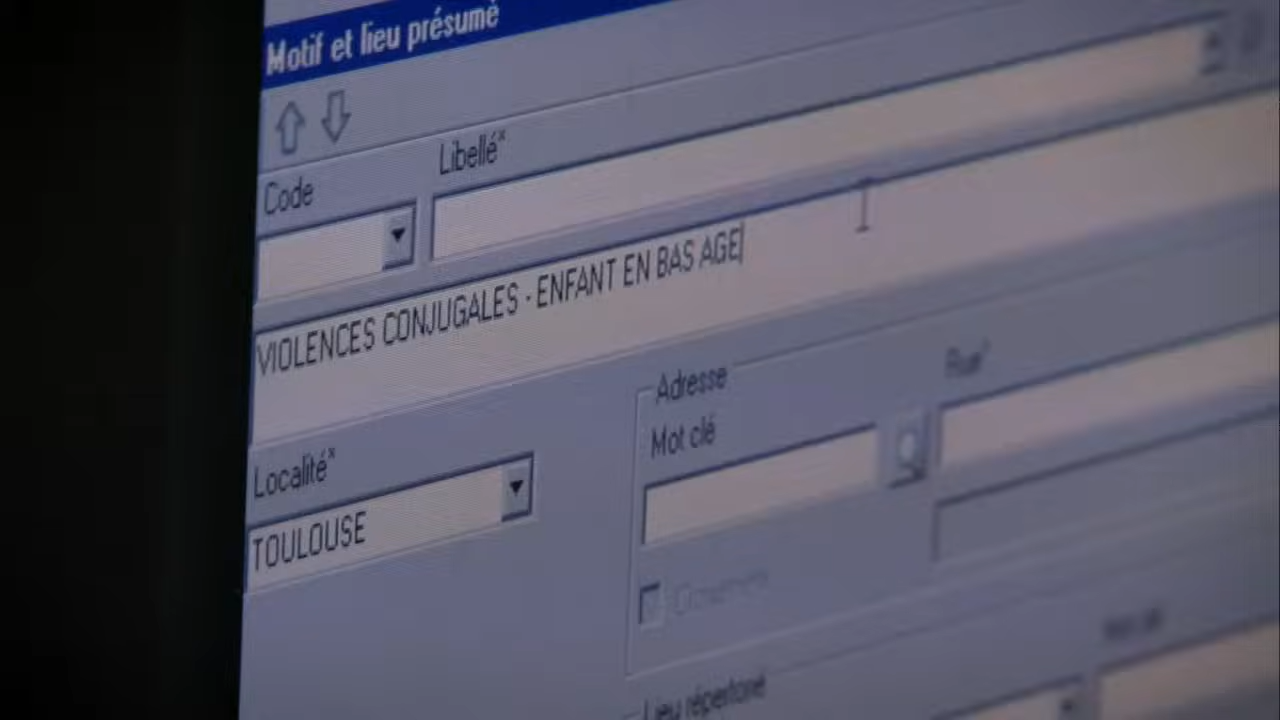 Motif et lieu présumé
Code
Libellé*
VIOLENCES CONJUGALES - ENFANT EN BAS AGE
Localité*
TOULOUSE
Adresse
Mot clé
Rue*
Lieu répertorié